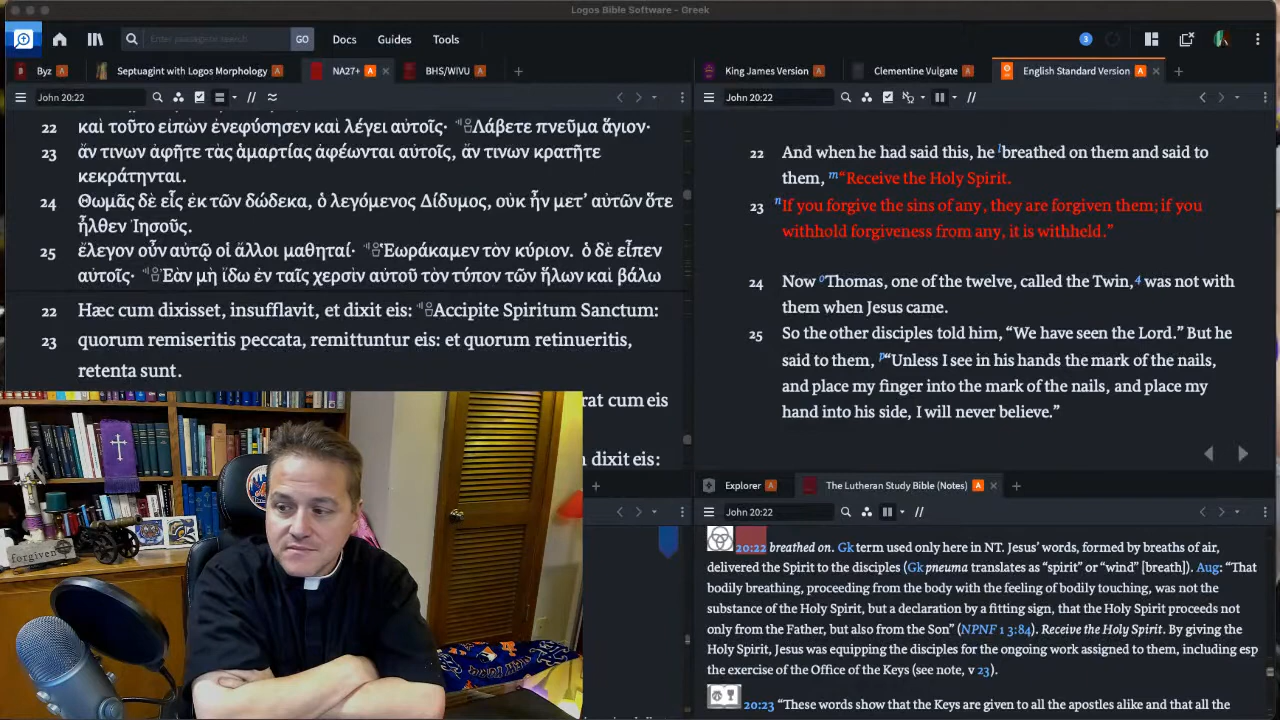 Logos Bible Software - Greek
Enter passage or search
GO
Docs
Guides
Tools
3
Byz A
Septuagint with Logos Morphology A
NA27+ A
BHS/WIVU A
King James Version A
Clementine Vulgate A
English Standard Version A
John 20:22
John 20:22
22 καὶ τοῦτο εἰπὼν ἐνεφύσησεν καὶ λέγει αὐτοῖς· Λάβετε πνεῦμα ἅγιον·
23 ἄν τινων ἀφῆτε τὰς ἁμαρτίας ἀφέωνται αὐτοῖς, ἄν τινων κρατῆτε
κεκράτηνται.
24 Θωμᾶς δὲ εἷς ἐκ τῶν δώδεκα, ὁ λεγόμενος Δίδυμος, οὐκ ἦν μετ’ αὐτῶν ὅτε
ἦλθεν Ἰησοῦς.
25 ἔλεγον οὖν αὐτῷ οἱ ἄλλοι μαθηταί· Ἑωράκαμεν τὸν κύριον. ὁ δὲ εἶπεν
αὐτοῖς· Ἐὰν μὴ ἴδω ἐν ταῖς χερσὶν αὐτοῦ τὸν τύπον τῶν ἥλων καὶ βάλω
22 Hæc cum dixisset, insufflavit, et dixit eis: Accipite Spiritum Sanctum:
23 quorum remiseritis peccata, remittuntur eis: et quorum retinueritis,
retenta sunt.
rat cum eis
n dixit eis:
22 And when he had said this, he l breathed on them and said to
them, m “Receive the Holy Spirit.
23 n If you forgive the sins of any, they are forgiven them; if you
withhold forgiveness from any, it is withheld.”
24 Now o Thomas, one of the twelve, called the Twin, 4 was not with
them when Jesus came.
25 So the other disciples told him, “We have seen the Lord.” But he
said to them, p “Unless I see in his hands the mark of the nails,
and place my finger into the mark of the nails, and place my
hand into his side, I will never believe.”
Explorer A
The Lutheran Study Bible (Notes) A
John 20:22
20:22 breathed on. Gk term used only here in NT. Jesus’ words, formed by breaths of air,
delivered the Spirit to the disciples (Gk pneuma translates as “spirit” or “wind” [breath]). Aug: “That
bodily breathing, proceeding from the body with the feeling of bodily touching, was not the
substance of the Holy Spirit, but a declaration by a fitting sign, that the Holy Spirit proceeds not
only from the Father, but also from the Son” (NPNF 1 3:84). Receive the Holy Spirit. By giving the
Holy Spirit, Jesus was equipping the disciples for the ongoing work assigned to them, including esp
the exercise of the Office of the Keys (see note, v 23).
20:23 “These words show that the Keys are given to all the apostles alike and that all the
forgiven